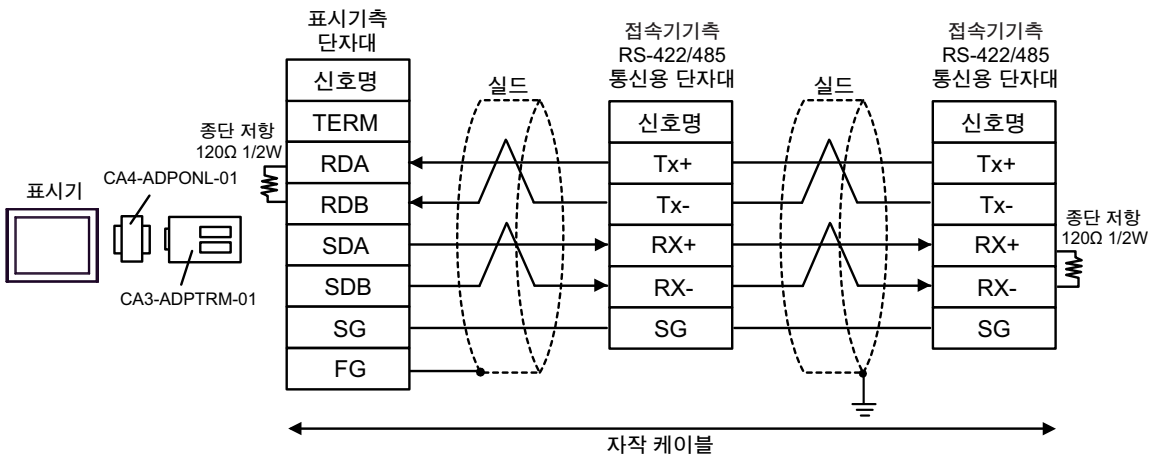 표시기측
단자대
신호명
TERM
RDA
RDB
SDA
SDB
SG
FG
종단 저항
120Ω 1/2W
표시기
CA4-ADPONL-01
CA3-ADPTRM-01
실드
접속기기측
RS-422/485
통신용 단자대
신호명
Tx+
Tx-
RX+
RX-
SG
실드
접속기기측
RS-422/485
통신용 단자대
신호명
Tx+
Tx-
RX+
RX-
SG
종단 저항
120Ω 1/2W
자작 케이블